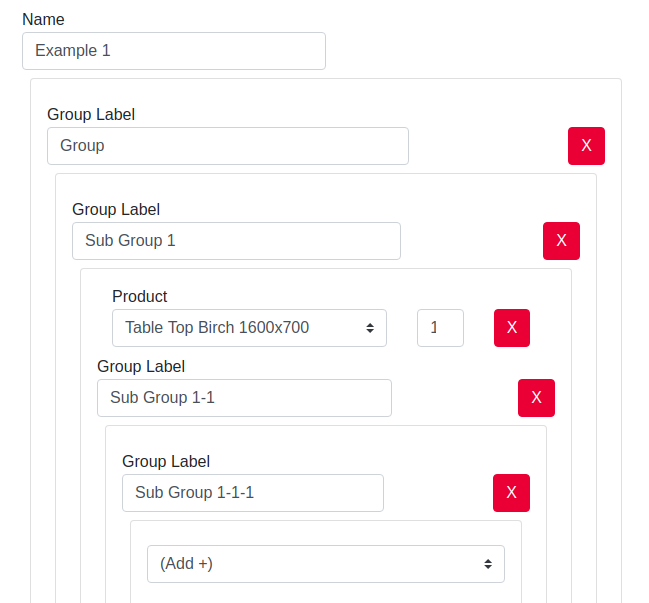 Name
Example 1
Group Label
Group X
Group Label
Sub Group 1 X
Product
Table Top Birch 1600x700 1 X
Group Label
Sub Group 1-1 X
Group Label
Sub Group 1-1-1 X
(Add +)